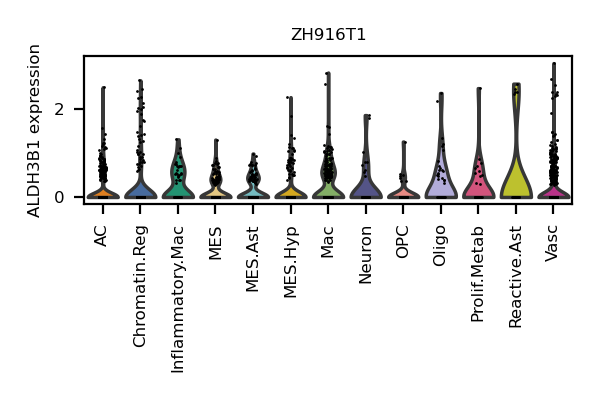 ZH916T1
ALDH3B1 expression
2
0
AC
Chromatin.Reg
Inflammatory.Mac
MES
MES.Ast
MES.Hyp
Mac
Neuron
OPC
Oligo
Prolif.Metab
Reactive.Ast
Vasc